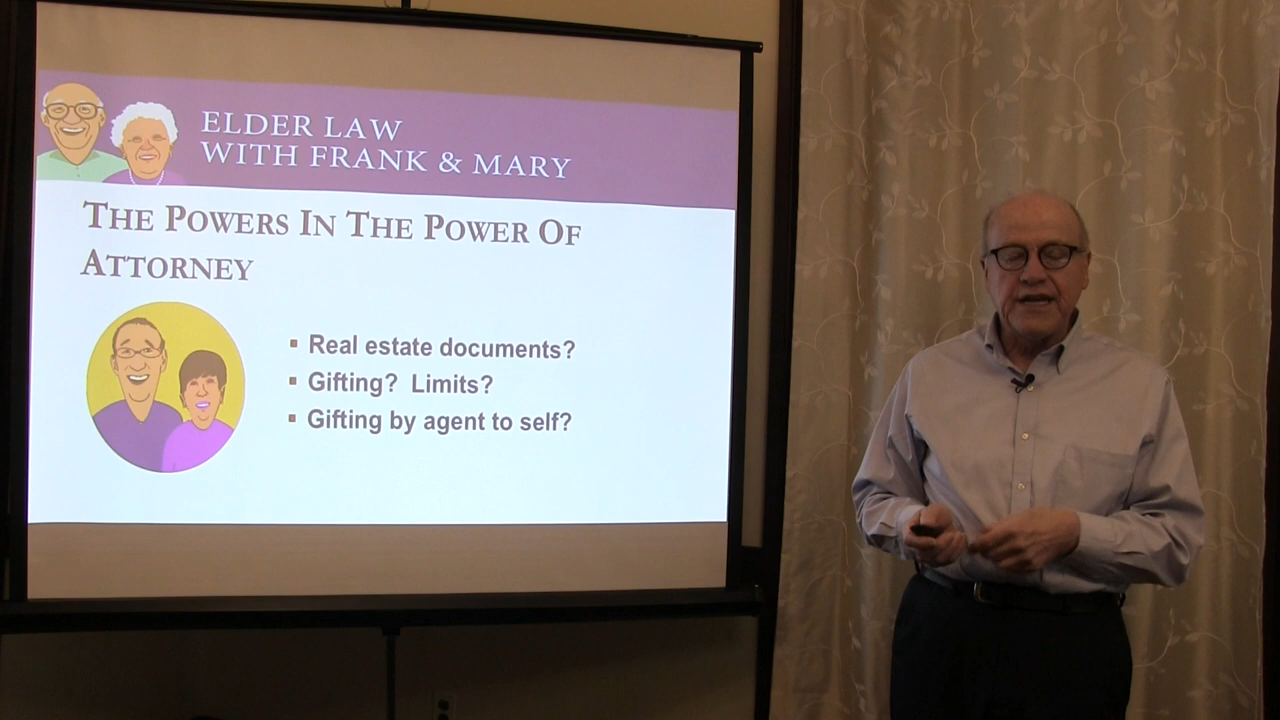 ELDER LAW
WITH FRANK & MARY
THE POWERS IN THE POWER OF
ATTORNEY
▪ Real estate documents?
▪ Gifting? Limits?
▪ Gifting by agent to self?